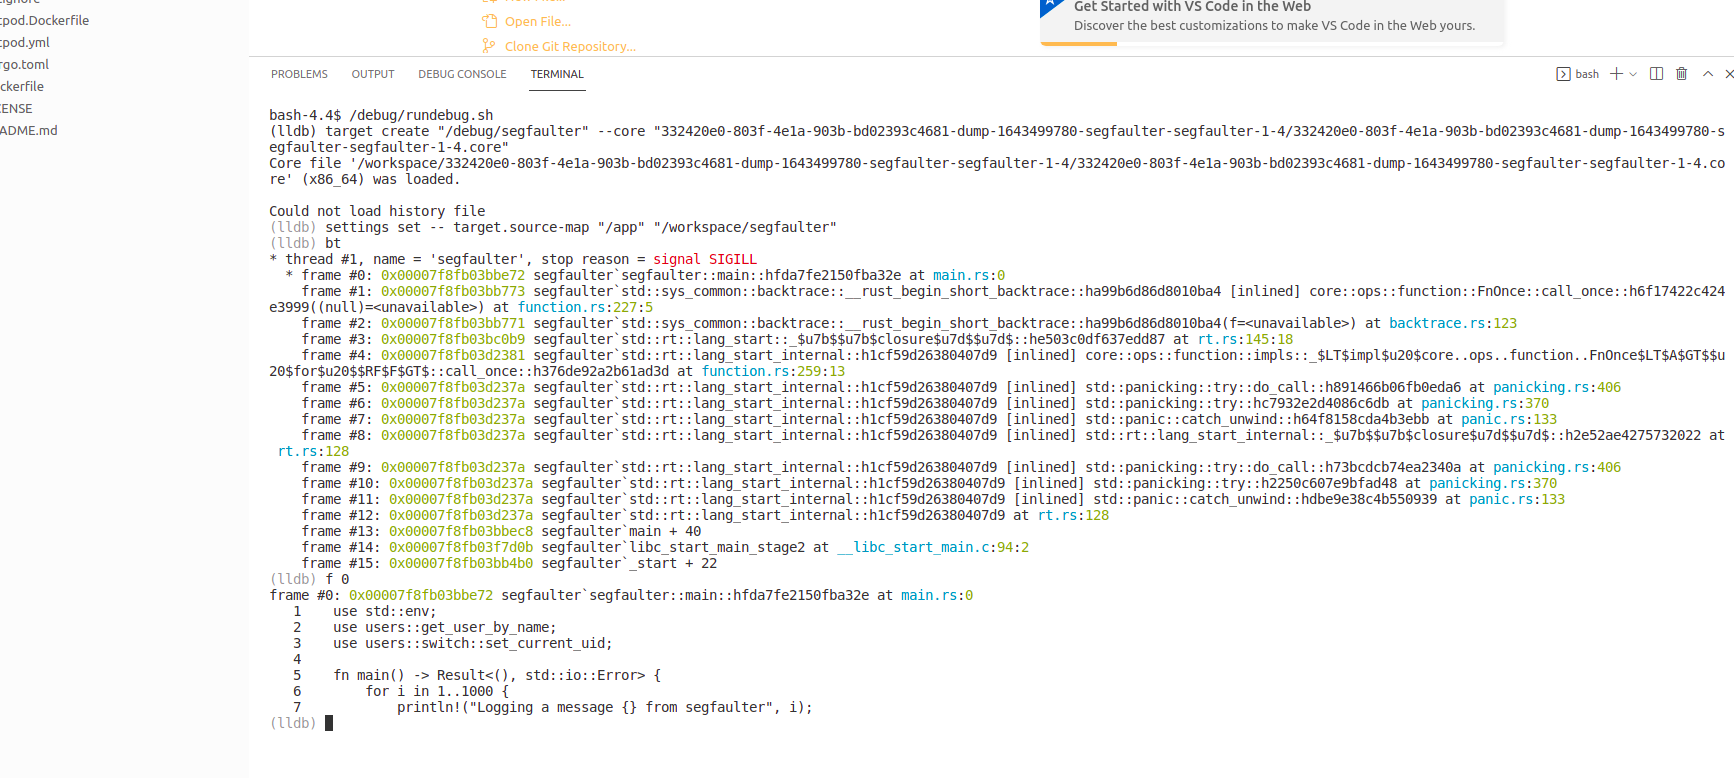 tpod.Dockerfile
tpod.yml
rgo.toml
ckerfile
ENSE
ADME.md
Open File...
Clone Git Repository...
Get Started with VS Code in the Web
Discover the best customizations to make VS Code in the Web yours.
PROBLEMS OUTPUT DEBUG CONSOLE TERMINAL
bash
bash-4.4$ /debug/rundebug.sh
(lldb) target create "/debug/segfaulter" --core "332420e0-803f-4e1a-903b-bd02393c4681-dump-1643499780-segfaulter-segfaulter-1-4/332420e0-803f-4e1a-903b-bd02393c4681-dump-1643499780-s
egfaulter-segfaulter-1-4.core"
Core file '/workspace/332420e0-803f-4e1a-903b-bd02393c4681-dump-1643499780-segfaulter-segfaulter-1-4/332420e0-803f-4e1a-903b-bd02393c4681-dump-1643499780-segfaulter-segfaulter-1-4.co
re' (x86_64) was loaded.
Could not load history file
(lldb) settings set -- target.source-map "/app" "/workspace/segfaulter"
(lldb) bt
* thread #1, name = 'segfaulter', stop reason = signal SIGILL
  * frame #0: 0x00007f8fb03bbe72 segfaulter`segfaulter::main::hfda7fe2150fba32e at main.rs:0
    frame #1: 0x00007f8fb03bb773 segfaulter`std::sys_common::backtrace::__rust_begin_short_backtrace::ha99b6d86d8010ba4 [inlined] core::ops::function::FnOnce::call_once::h6f17422c424
e3999((null)=<unavailable>) at function.rs:227:5
    frame #2: 0x00007f8fb03bb771 segfaulter`std::sys_common::backtrace::__rust_begin_short_backtrace::ha99b6d86d8010ba4(f=<unavailable>) at backtrace.rs:123
    frame #3: 0x00007f8fb03bc0b9 segfaulter`std::rt::lang_start::_$u7b$$u7b$closure$u7d$$u7d$::he503c0df637edd87 at rt.rs:145:18
    frame #4: 0x00007f8fb03d2381 segfaulter`std::rt::lang_start_internal::h1cf59d26380407d9 [inlined] core::ops::function::impls::_$LT$impl$u20$core..ops..function..FnOnce$LT$A$GT$$u
20$for$u20$$RF$F$GT$::call_once::h376de92a2b61ad3d at function.rs:259:13
    frame #5: 0x00007f8fb03d237a segfaulter`std::rt::lang_start_internal::h1cf59d26380407d9 [inlined] std::panicking::try::do_call::h891466b06fb0eda6 at panicking.rs:406
    frame #6: 0x00007f8fb03d237a segfaulter`std::rt::lang_start_internal::h1cf59d26380407d9 [inlined] std::panicking::try::hc7932e2d4086c6db at panicking.rs:370
    frame #7: 0x00007f8fb03d237a segfaulter`std::rt::lang_start_internal::h1cf59d26380407d9 [inlined] std::panic::catch_unwind::h64f8158cda4b3ebb at panic.rs:133
    frame #8: 0x00007f8fb03d237a segfaulter`std::rt::lang_start_internal::h1cf59d26380407d9 [inlined] std::rt::lang_start_internal::_$u7b$$u7b$closure$u7d$$u7d$::h2e52ae4275732022 at
 rt.rs:128
    frame #9: 0x00007f8fb03d237a segfaulter`std::rt::lang_start_internal::h1cf59d26380407d9 [inlined] std::panicking::try::do_call::h73bcdcb74ea2340a at panicking.rs:406
    frame #10: 0x00007f8fb03d237a segfaulter`std::rt::lang_start_internal::h1cf59d26380407d9 [inlined] std::panicking::try::h2250c607e9bfad48 at panicking.rs:370
    frame #11: 0x00007f8fb03d237a segfaulter`std::rt::lang_start_internal::h1cf59d26380407d9 [inlined] std::panic::catch_unwind::hdbe9e38c4b550939 at panic.rs:133
    frame #12: 0x00007f8fb03d237a segfaulter`std::rt::lang_start_internal::h1cf59d26380407d9 at rt.rs:128
    frame #13: 0x00007f8fb03bbec8 segfaulter`main + 40
    frame #14: 0x00007f8fb03f7d0b segfaulter`libc_start_main_stage2 at __libc_start_main.c:94:2
    frame #15: 0x00007f8fb03bb4b0 segfaulter`_start + 22
(lldb) f 0
frame #0: 0x00007f8fb03bbe72 segfaulter`segfaulter::main::hfda7fe2150fba32e at main.rs:0
   1    use std::env;
   2    use users::get_user_by_name;
   3    use users::switch::set_current_uid;
   4
   5    fn main() -> Result<(), std::io::Error> {
   6        for i in 1..1000 {
   7            println!("Logging a message {} from segfaulter", i);
(lldb)